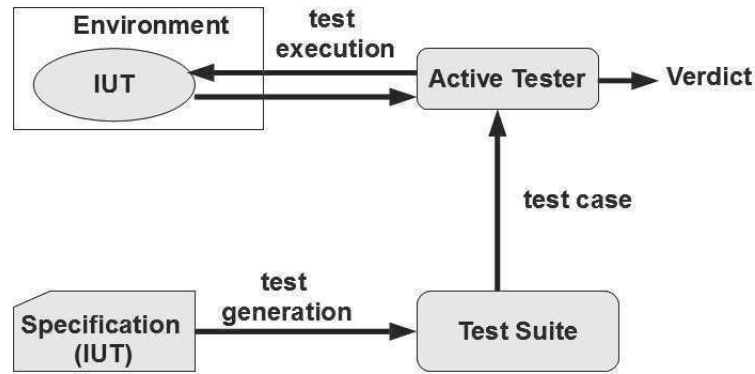 Environment
IUT
test
execution
Active Tester
Verdict
test case
Specification
(IUT)
test
generation
Test Suite